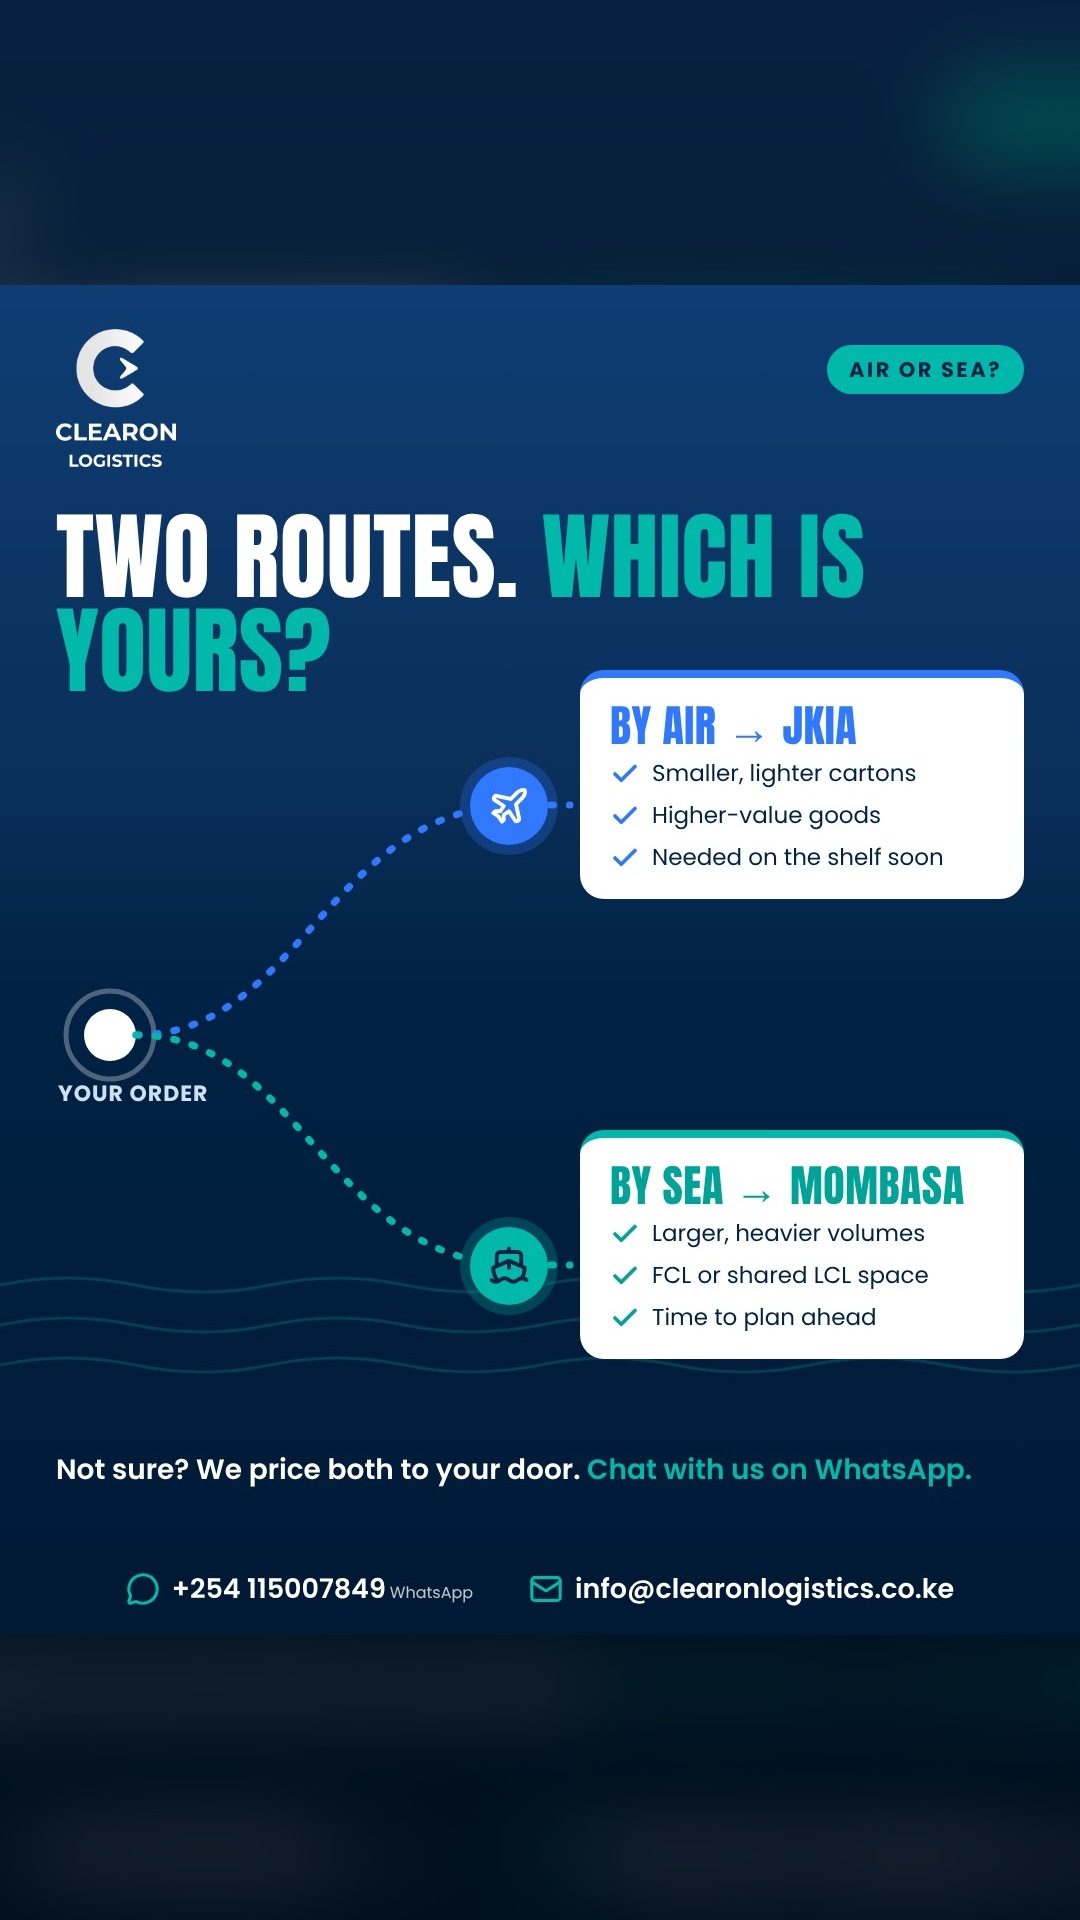 CLEARON
LOGISTICS
AIR OR SEA?
TWO ROUTES. WHICH IS
YOURS?
BY AIR → JKIA
Smaller, lighter cartons
Higher-value goods
Needed on the shelf soon
YOUR ORDER
BY SEA → MOMBASA
Larger, heavier volumes
FCL or shared LCL space
Time to plan ahead
Not sure? We price both to your door. Chat with us on WhatsApp.
+254 115007849 WhatsApp
info@clearonlogistics.co.ke